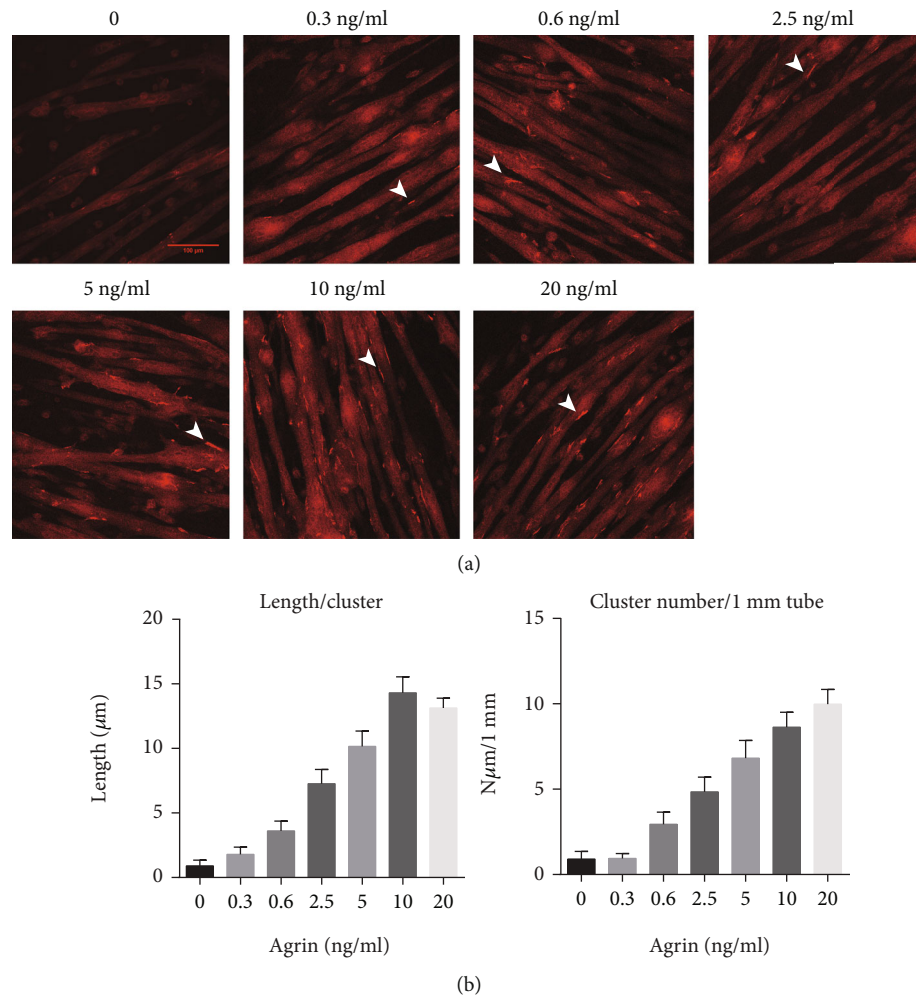 0
0.3 ng/ml
0.6 ng/ml
2.5 ng/ml
100 μm
5 ng/ml
10 ng/ml
20 ng/ml
(a)
Length/cluster
20
15
10
5
0
Length (μm)
0 0.3 0.6 2.5 5 10 20
Agrin (ng/ml)
Cluster number/1 mm tube
15
10
5
0
Nμm/1 mm
0 0.3 0.6 2.5 5 10 20
Agrin (ng/ml)
(b)